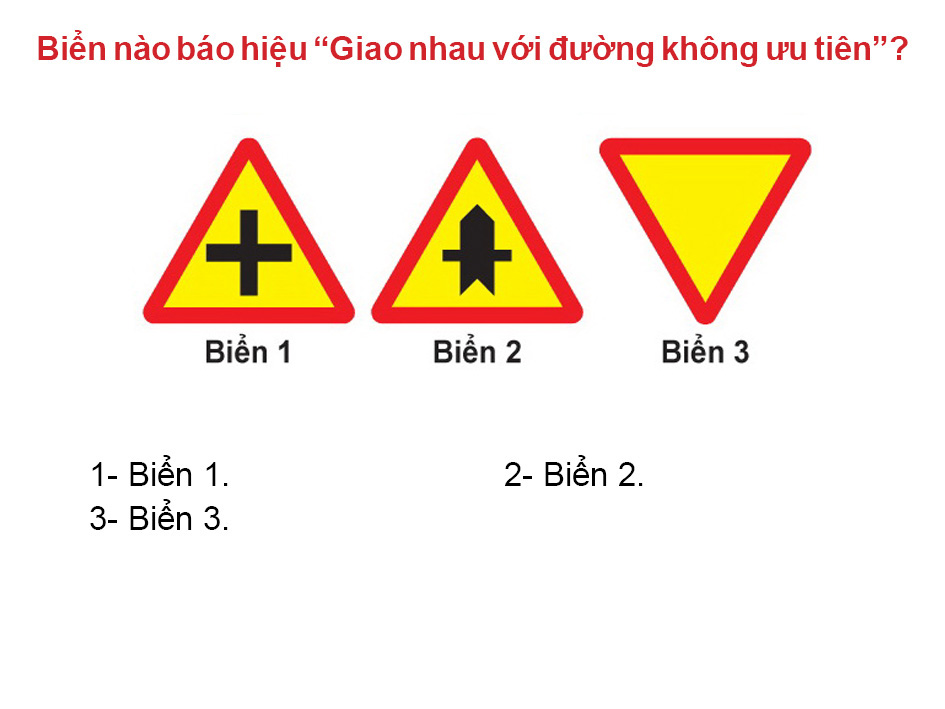 Biển nào báo hiệu “Giao nhau với đường không ưu tiên”?
Biển 1 Biển 2 Biển 3
1- Biển 1. 2- Biển 2.
3- Biển 3.